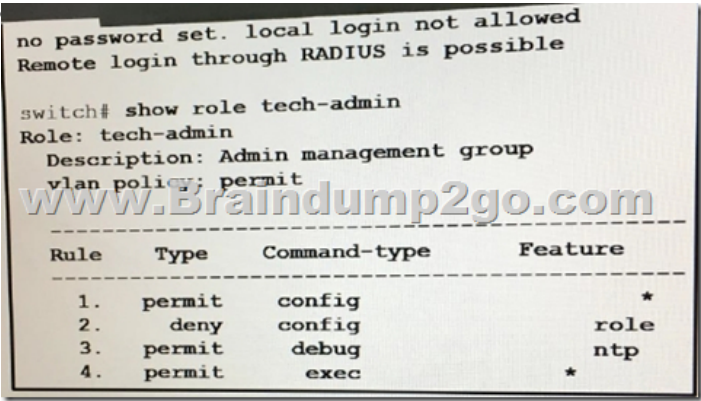 no password set. local login not allowed
Remote login through RADIUS is possible
switch# show role tech-admin
Role: tech-admin
Description: Admin management group
vlan policy; permit
www.Braindump2go.com
Rule Type Command-type Feature
1. permit config *
2. deny config role
3. permit debug ntp
4. permit exec *